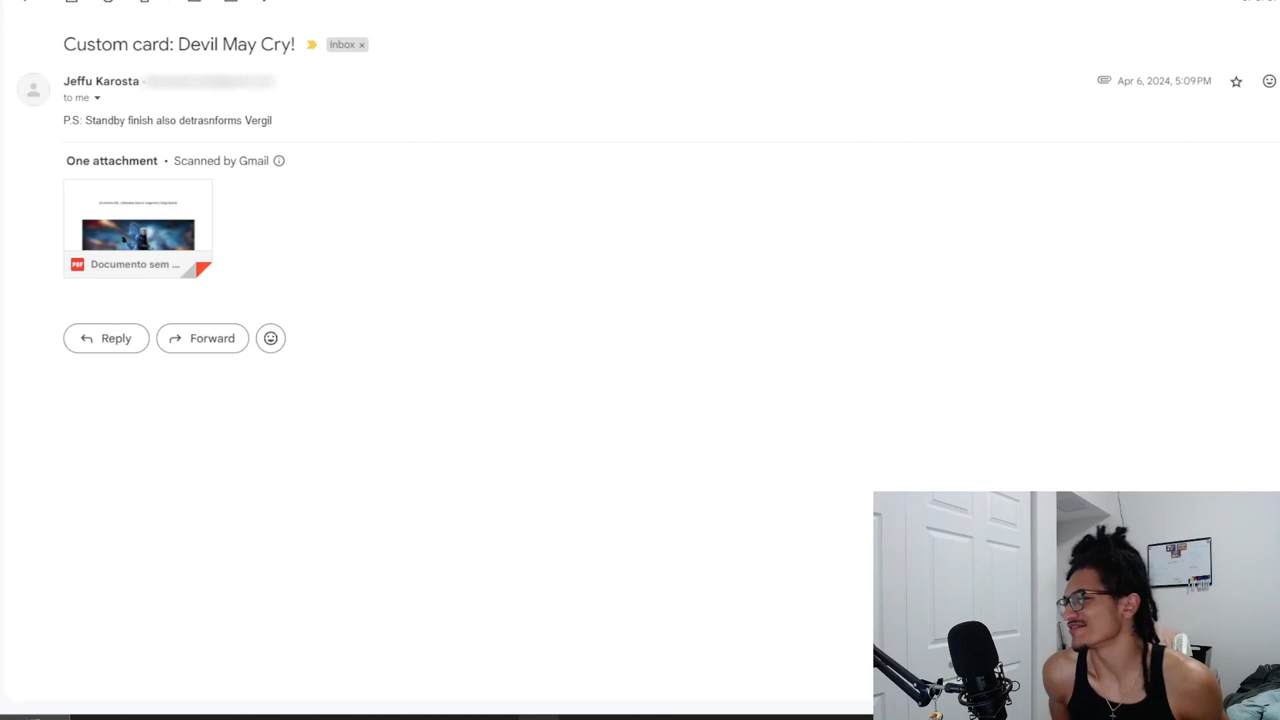 Custom card: Devil May Cry! Inbox ×
Jeffu Karosta
Apr 6, 2024, 5:09 PM
to me
P.S: Standby finish also detrasnforms Vergil
One attachment • Scanned by Gmail
PDF Documento sem ...
Reply
Forward